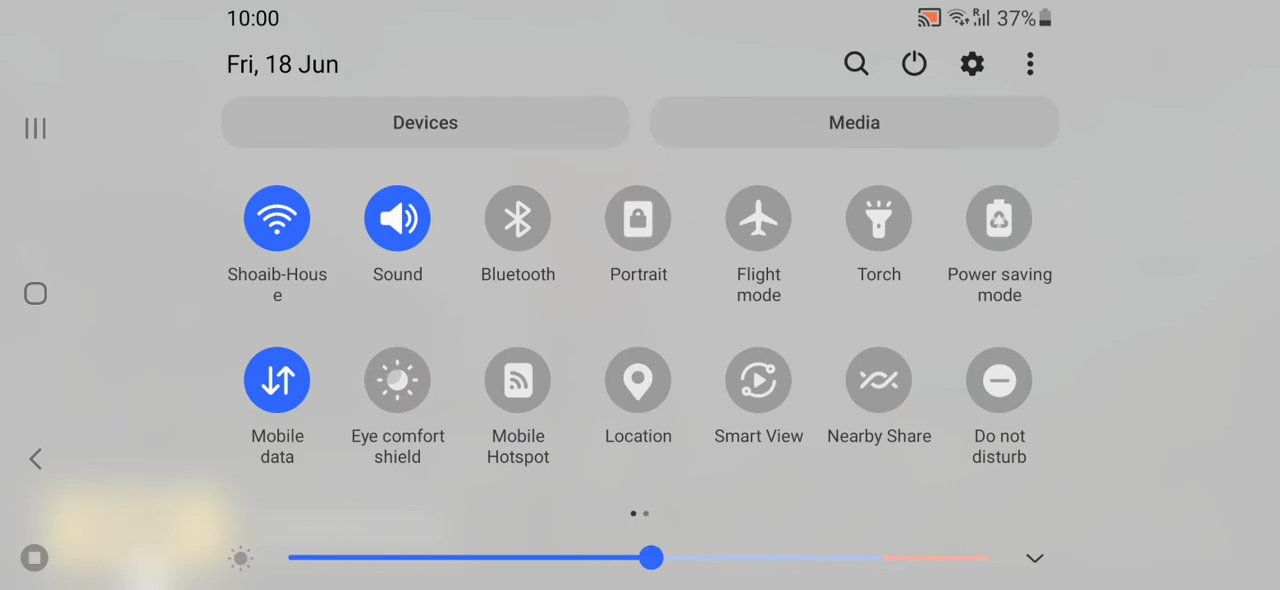 10:00
R
37%
Fri, 18 Jun
Devices
Media
Shoaib-Hous
e
Sound
Bluetooth
Portrait
Flight
mode
Torch
Power saving
mode
Mobile
data
Eye comfort
shield
Mobile
Hotspot
Location
Smart View
Nearby Share
Do not
disturb